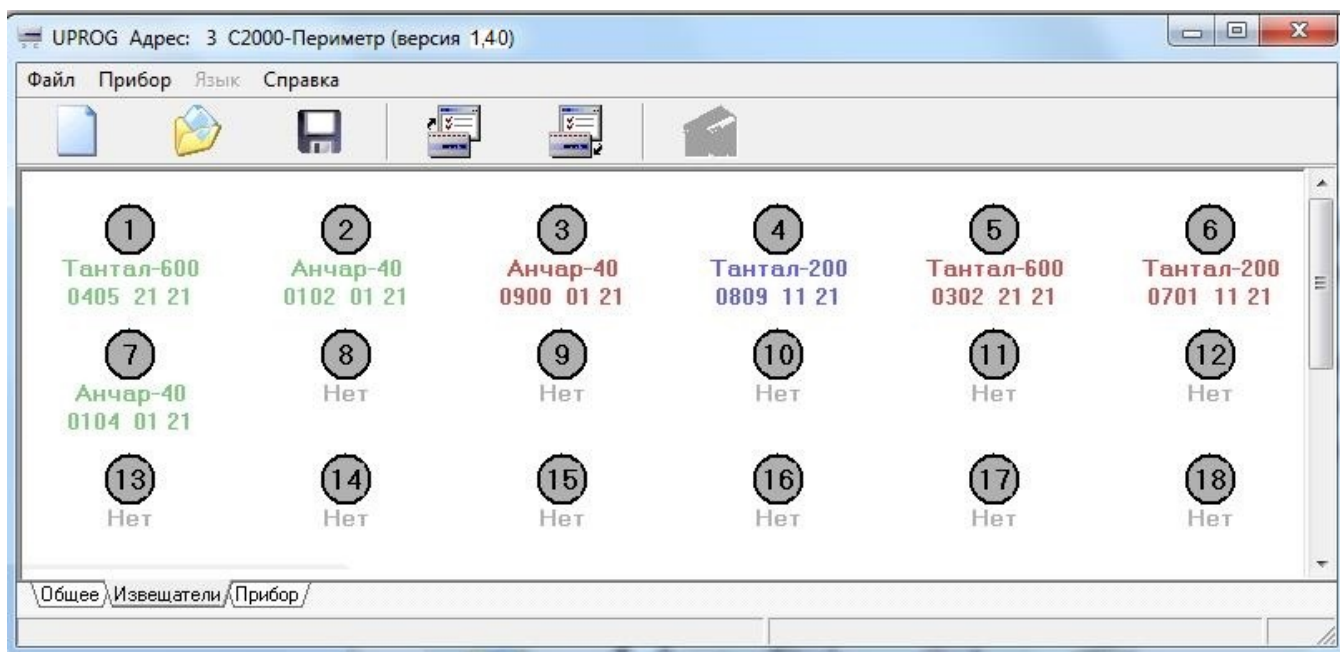 UPROG Адрес: 3 С2000-Периметр (версия 1,40)
Файл Прибор Язык Справка
1 2 3 4 5 6
Тантал-600 Анчар-40 Анчар-40 Тантал-200 Тантал-600 Тантал-200
0405 21 21 0102 01 21 0900 01 21 0809 11 21 0302 21 21 0701 11 21
7 8 9 10 11 12
Анчар-40 Нет Нет Нет Нет Нет
0104 01 21
13 14 15 16 17 18
Нет Нет Нет Нет Нет Нет
Общее Извещатели Прибор